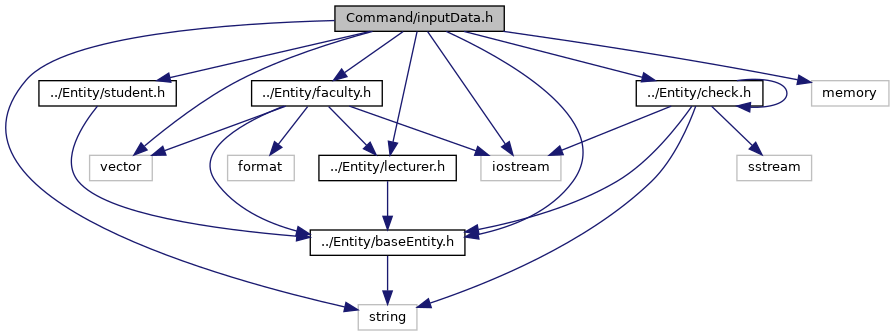 Command/inputData.h
../Entity/student.h
../Entity/faculty.h
../Entity/check.h
memory
vector
format
../Entity/lecturer.h
iostream
sstream
../Entity/baseEntity.h
string